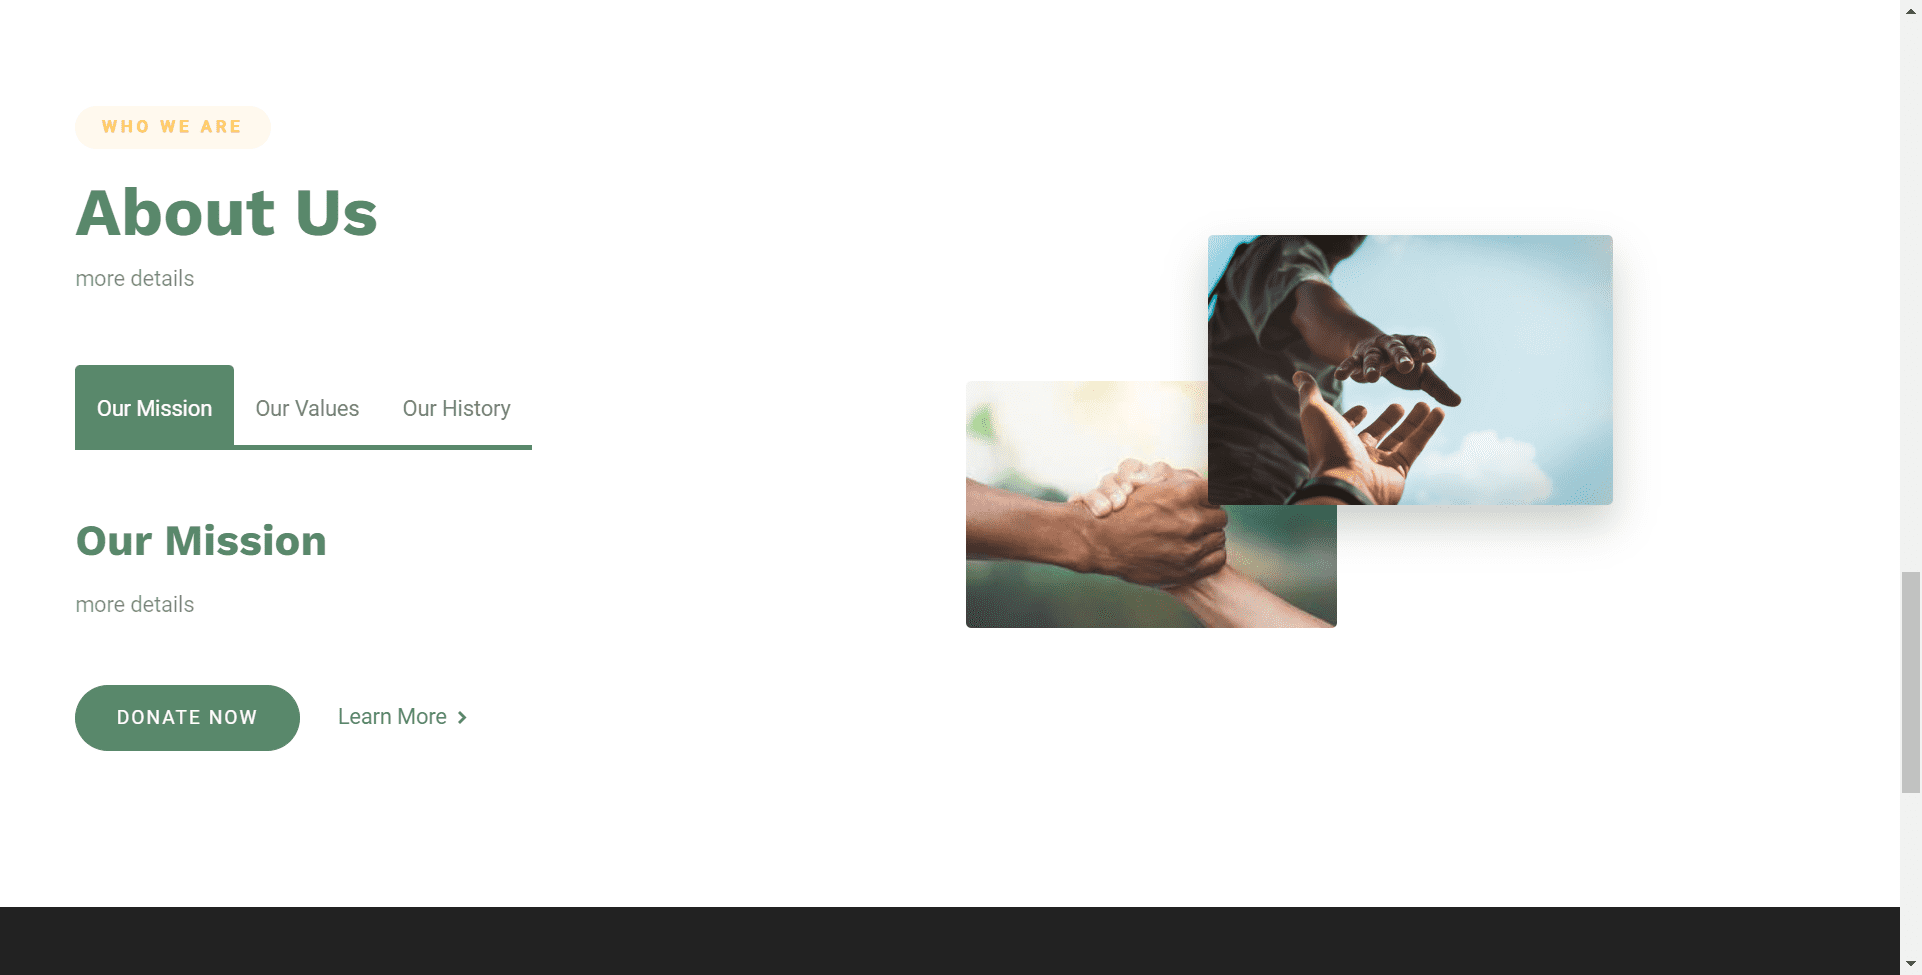 WHO WE ARE
About Us
more details
Our Mission Our Values Our History
Our Mission
more details
DONATE NOW Learn More